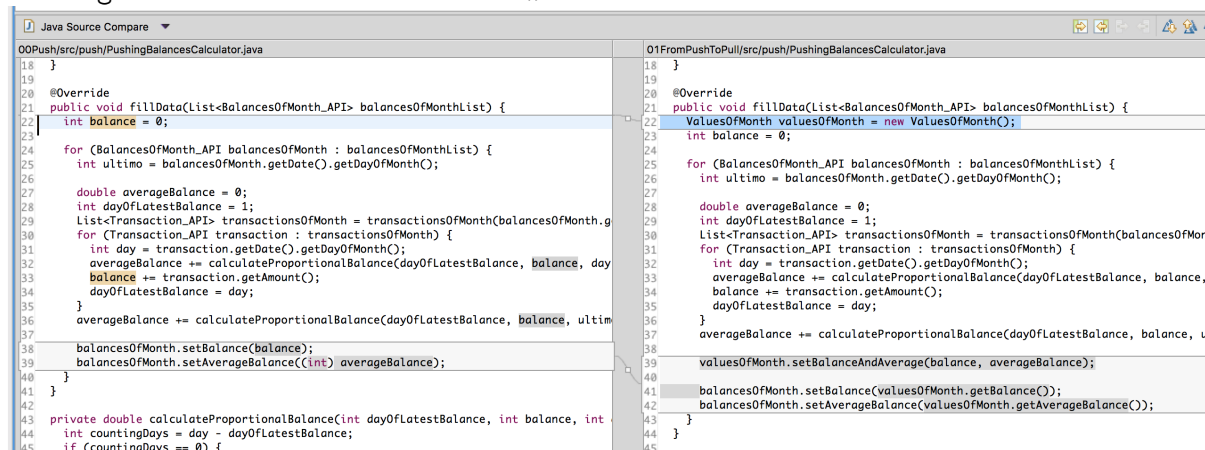 Java Source Compare
00Push/src/push/PushingBalancesCalculator.java
18 }
19
20 @Override
21 public void fillData(List<BalancesOfMonth_API> balancesOfMonthList) {
22 int balance = 0;
23
24 for (BalancesOfMonth_API balancesOfMonth : balancesOfMonthList) {
25 int ultimo = balancesOfMonth.getDate().getDayOfMonth();
26
27 double averageBalance = 0;
28 int dayOfLatestBalance = 1;
29 List<Transaction_API> transactionsOfMonth = transactionsOfMonth(balancesOfMonth.g
30 for (Transaction_API transaction : transactionsOfMonth) {
31 int day = transaction.getDate().getDayOfMonth();
32 averageBalance += calculateProportionalBalance(dayOfLatestBalance, balance, day
33 balance += transaction.getAmount();
34 dayOfLatestBalance = day;
35 }
36 averageBalance += calculateProportionalBalance(dayOfLatestBalance, balance, ultim
37
38 balancesOfMonth.setBalance(balance);
39 balancesOfMonth.setAverageBalance((int) averageBalance);
40 }
41 }
42
43 private double calculateProportionalBalance(int dayOfLatestBalance, int balance, int
44 int countingDays = day - dayOfLatestBalance;
45 if (countingDays == 0) {
01FromPushToPull/src/push/PushingBalancesCalculator.java
18 }
19
20 @Override
21 public void fillData(List<BalancesOfMonth_API> balancesOfMonthList) {
22 ValuesOfMonth valuesOfMonth = new ValuesOfMonth();
23 int balance = 0;
24
25 for (BalancesOfMonth_API balancesOfMonth : balancesOfMonthList) {
26 int ultimo = balancesOfMonth.getDate().getDayOfMonth();
27
28 double averageBalance = 0;
29 int dayOfLatestBalance = 1;
30 List<Transaction_API> transactionsOfMonth = transactionsOfMonth(balancesOfMon
31 for (Transaction_API transaction : transactionsOfMonth) {
32 int day = transaction.getDate().getDayOfMonth();
33 averageBalance += calculateProportionalBalance(dayOfLatestBalance, balance,
34 balance += transaction.getAmount();
35 dayOfLatestBalance = day;
36 }
37 averageBalance += calculateProportionalBalance(dayOfLatestBalance, balance, u
38
39 valuesOfMonth.setBalanceAndAverage(balance, averageBalance);
40
41 balancesOfMonth.setBalance(valuesOfMonth.getBalance());
42 balancesOfMonth.setAverageBalance(valuesOfMonth.getAverageBalance());
43 }
44 }
45